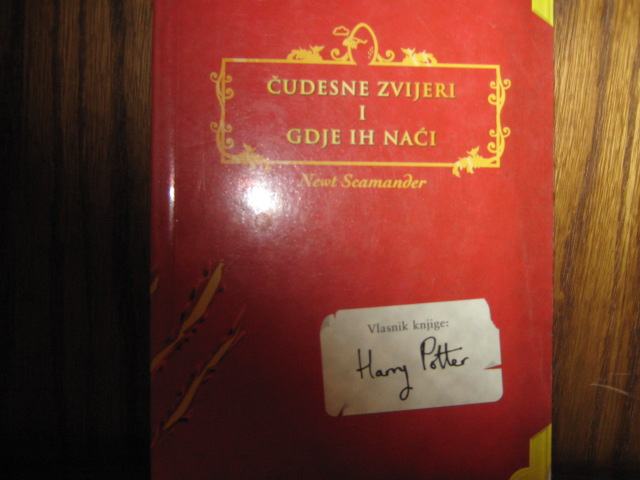 ČUDESNE ZVIJERI
I
GDJE IH NAĆI
Newt Scamander
Vlasnik knjige:
Harry Potter